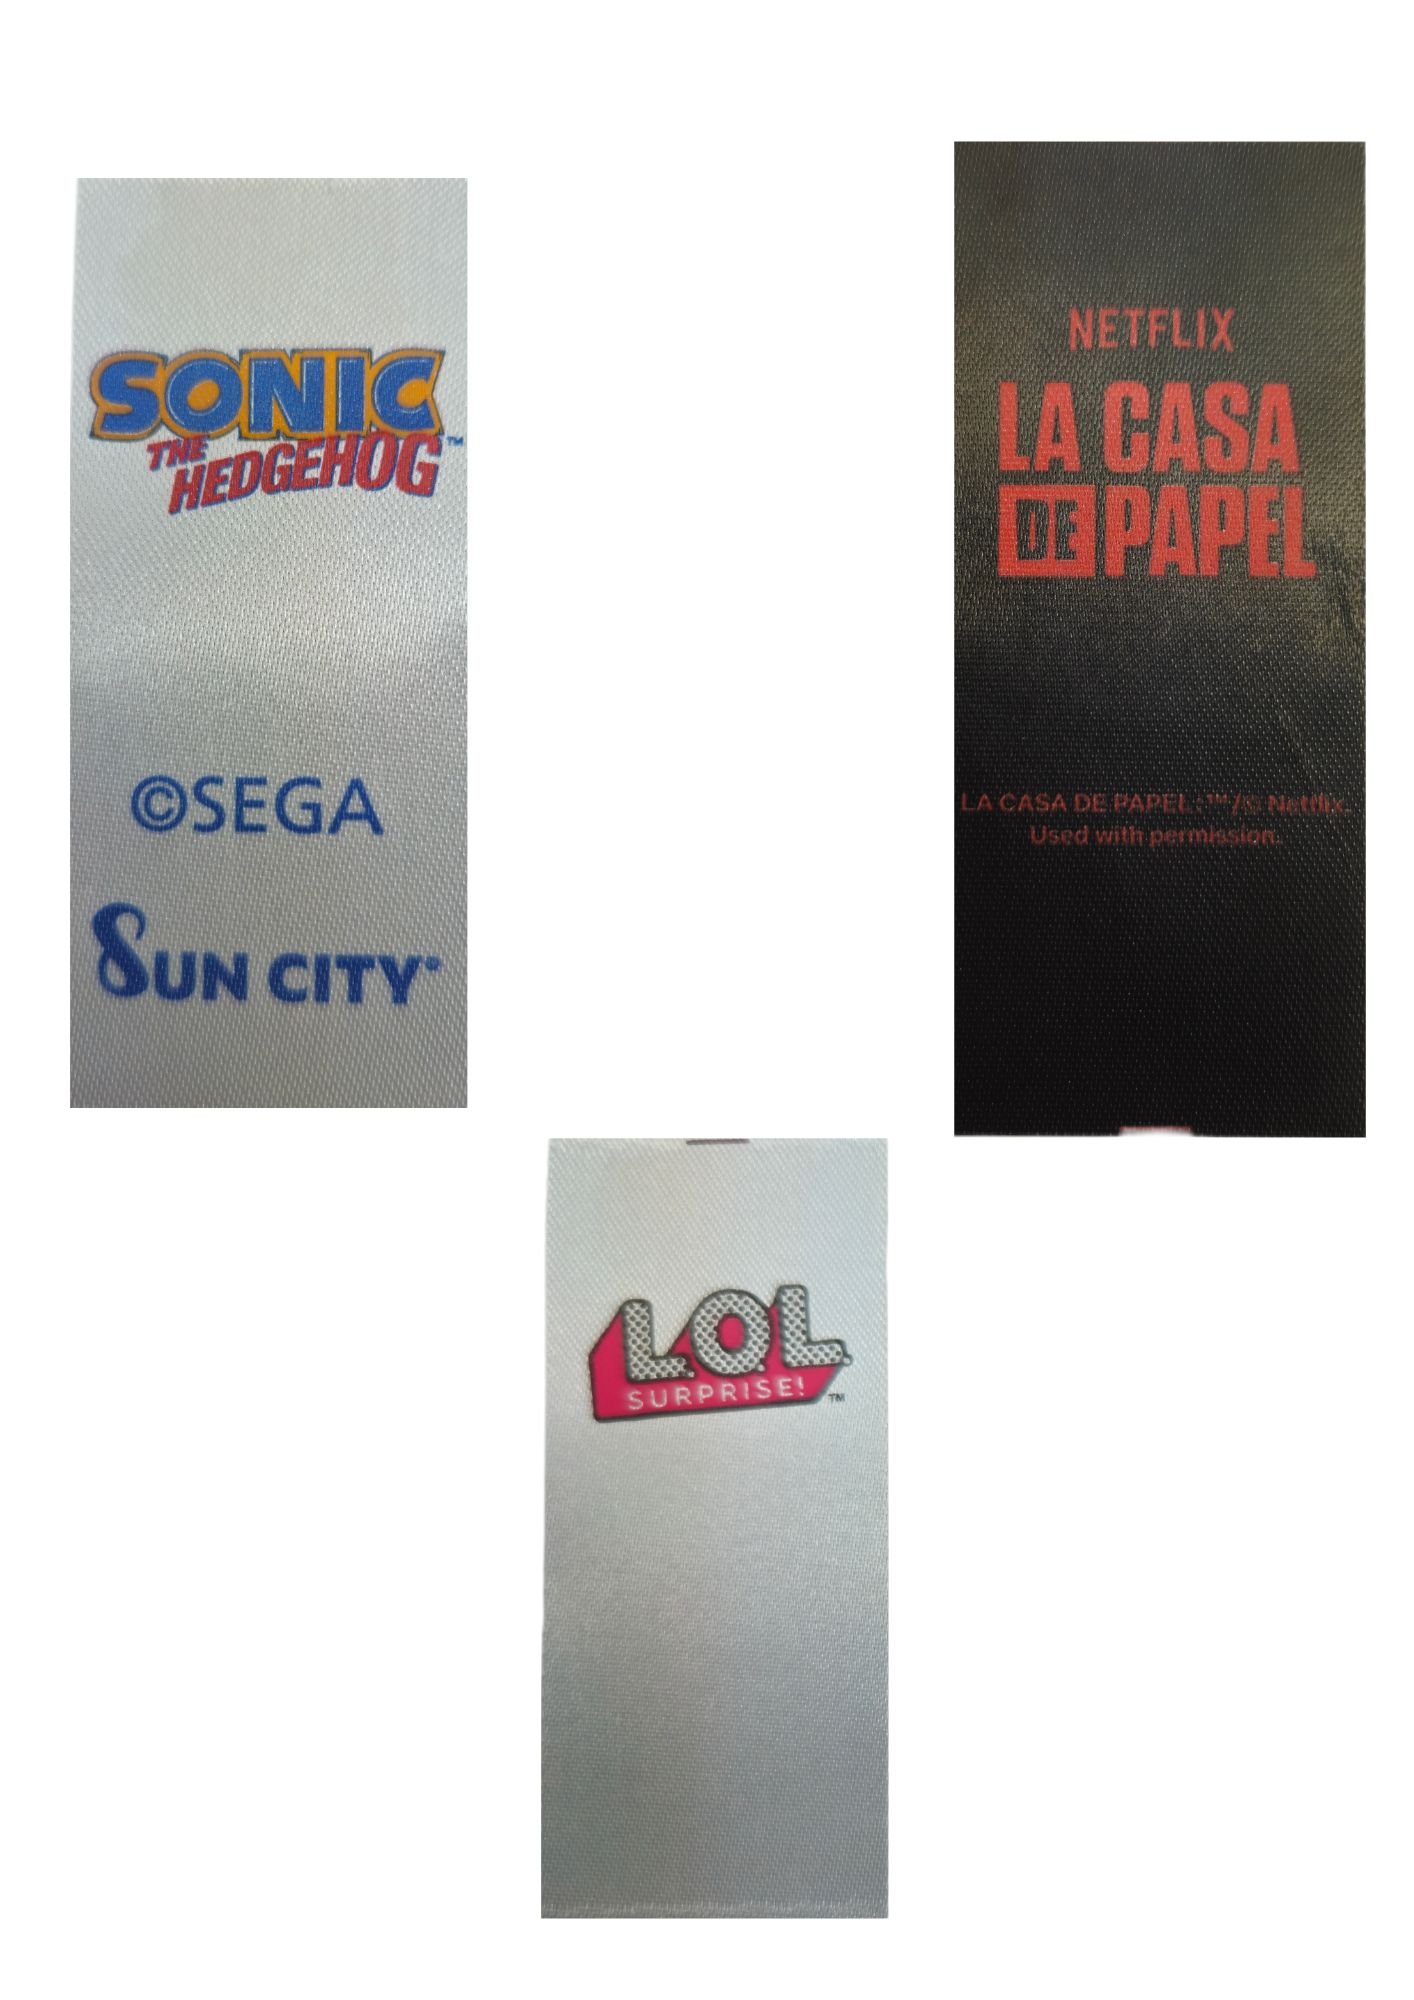 SONIC
THE
HEDGEHOG™
©SEGA
SUN CITY®
NETFLIX
LA CASA
DE PAPEL
LA CASA DE PAPEL: ™/© Netflix.
Used with permission.
L.O.L.
SURPRISE! ™